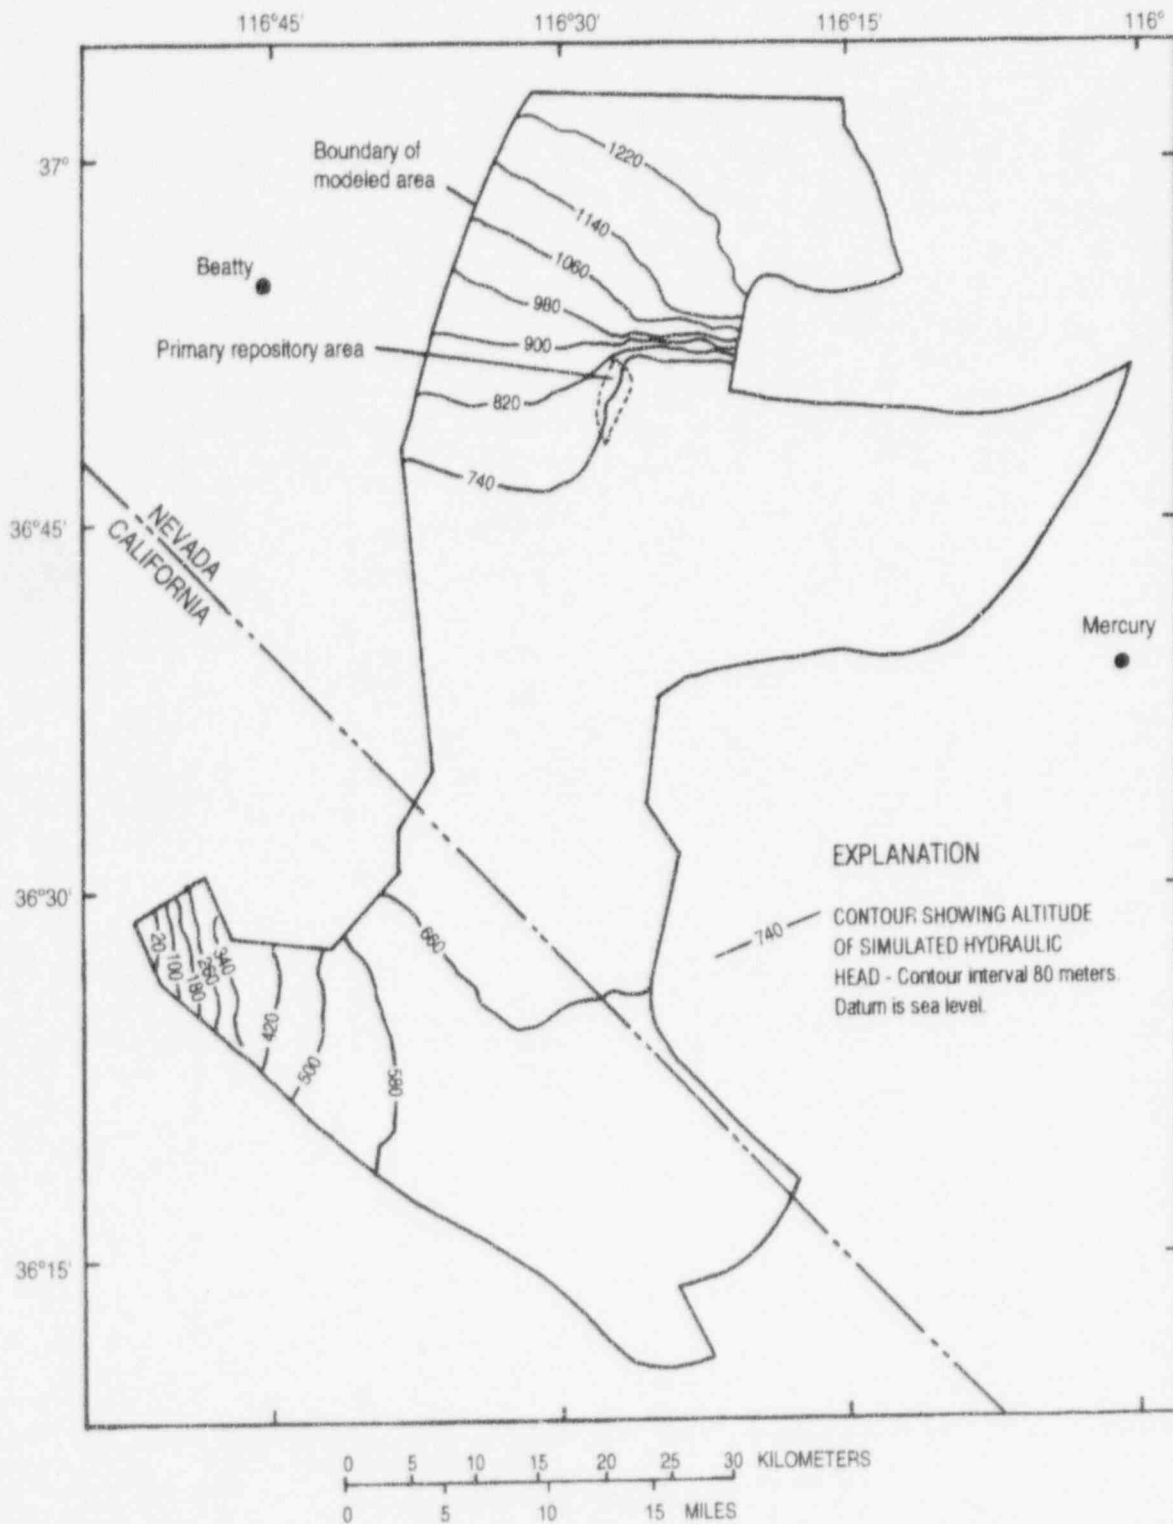 116°45'
116°30'
116°15'
116°
37°
36°45'
36°30'
36°15'
Boundary of
modeled area
Beatty
Primary repository area
1220
1140
1060
980
900
820
740
NEVADA
CALIFORNIA
Mercury
660
20
100
180
260
340
420
500
580
EXPLANATION
740
CONTOUR SHOWING ALTITUDE
OF SIMULATED HYDRAULIC
HEAD - Contour interval 80 meters.
Datum is sea level.
0 5 10 15 20 25 30 KILOMETERS
0 5 10 15 MILES